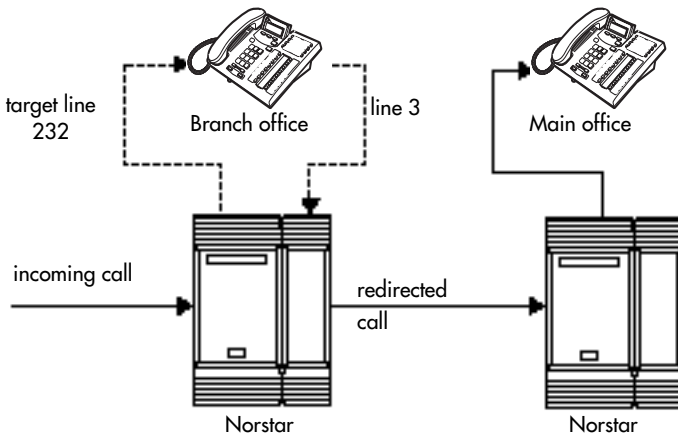 target line
232
Branch office
line 3
Main office
incoming call
redirected
call
Norstar
Norstar